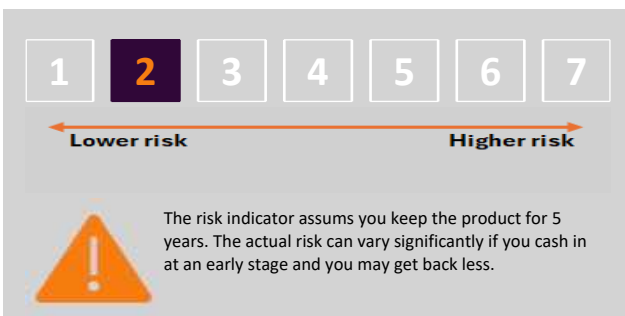 1 2 3 4 5 6 7
Lower risk Higher risk
The risk indicator assums you keep the product for 5
years. The actual risk can vary significantly if you cash in
at an early stage and you may get back less.